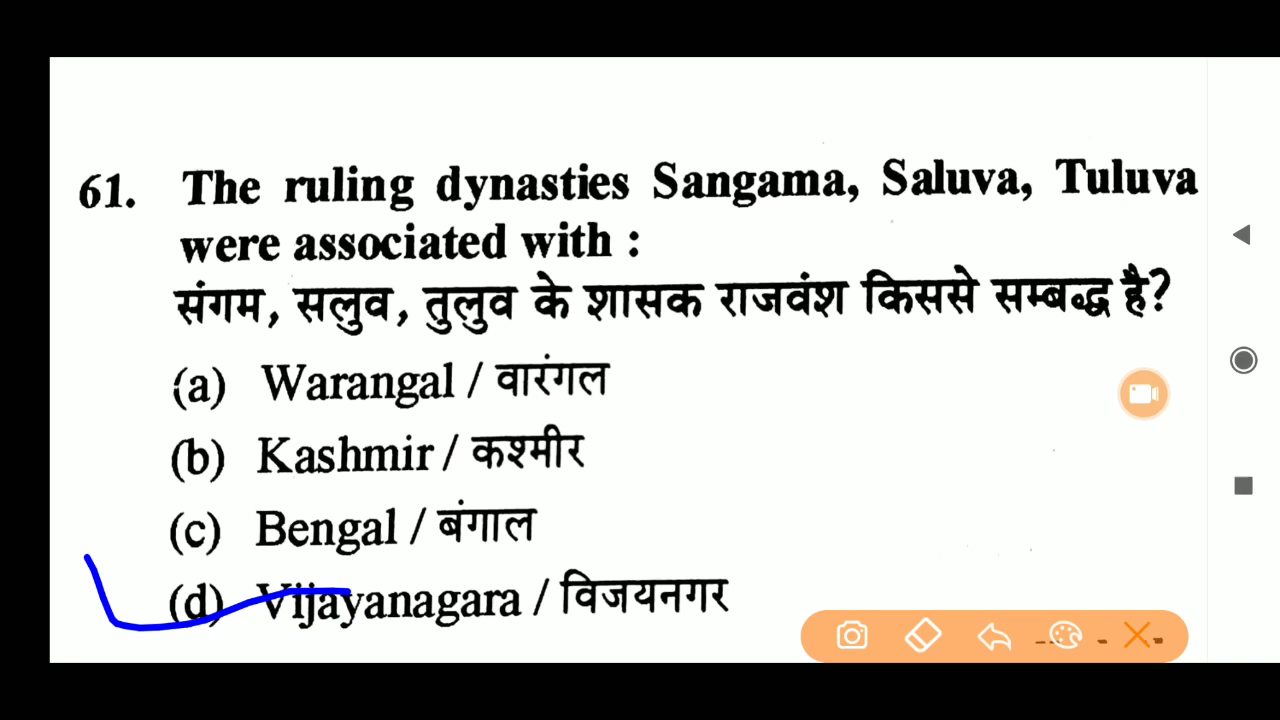 61. The ruling dynasties Sangama, Saluva, Tuluva
were associated with :
संगम, सलुव, तुलुव के शासक राजवंश किससे सम्बद्ध है?
(a) Warangal / वारंगल
(b) Kashmir / कश्मीर
(c) Bengal / बंगाल
(d) Vijayanagara / विजयनगर